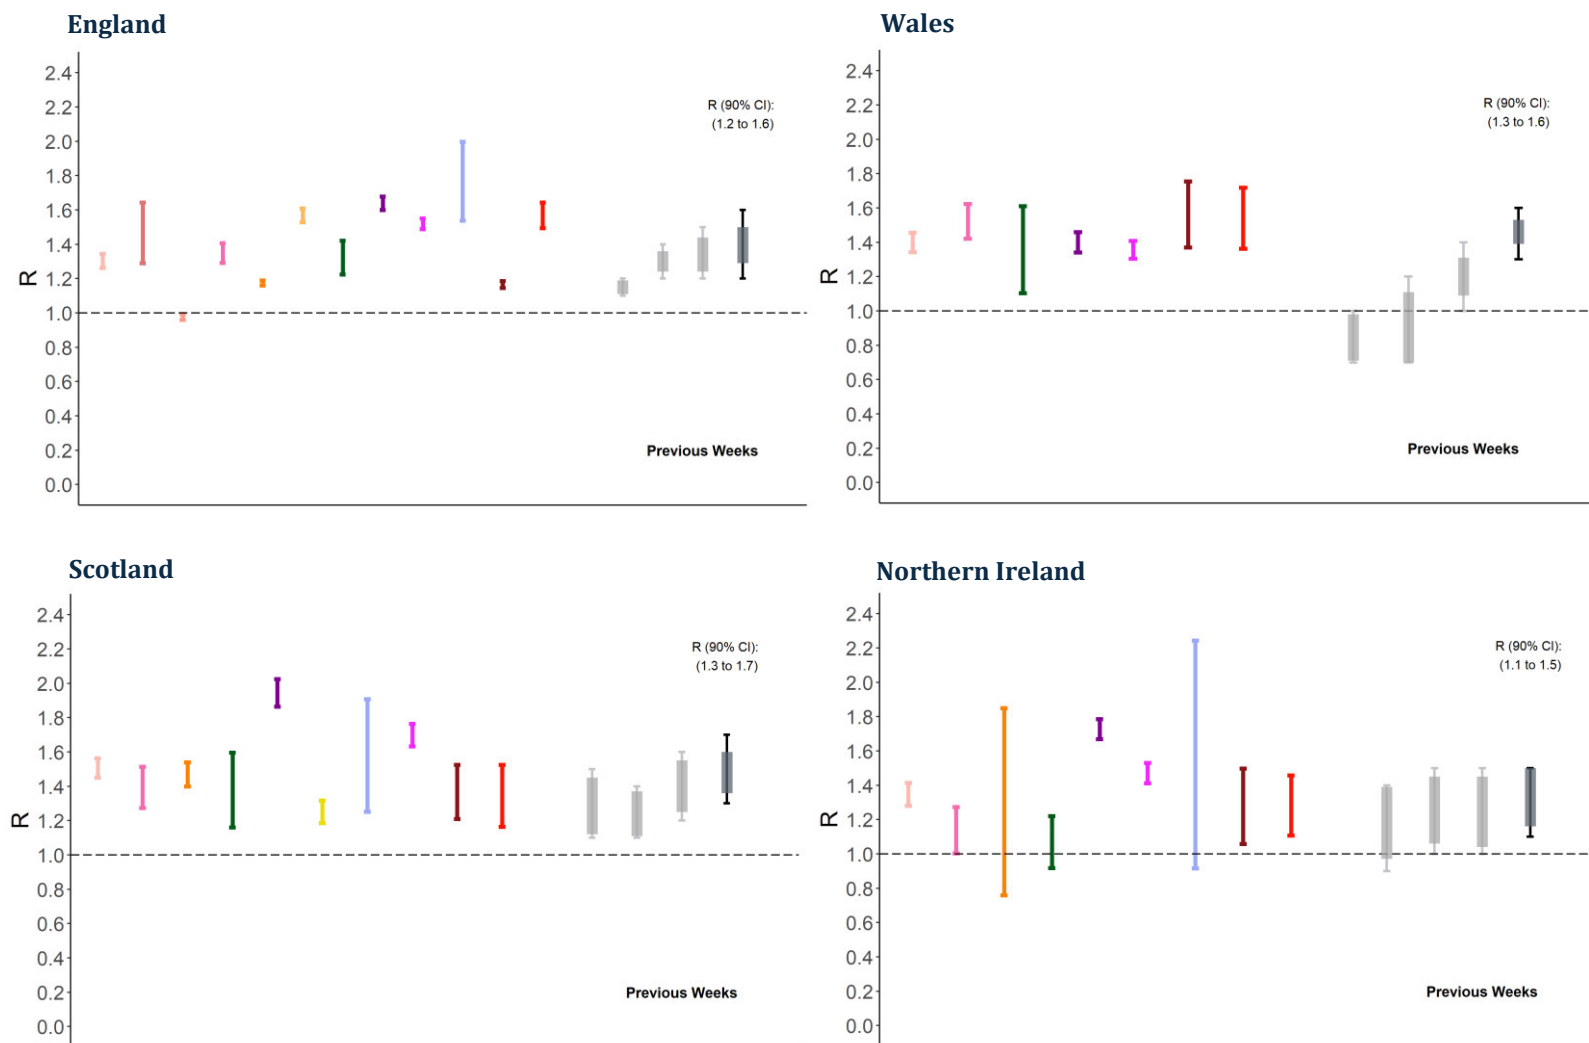 England
2.4
2.2
2.0
1.8
1.6
1.4
1.2
1.0
0.8
0.6
0.4
0.2
0.0
R
R (90% CI):
(1.2 to 1.6)
Previous Weeks
Wales
2.4
2.2
2.0
1.8
1.6
1.4
1.2
1.0
0.8
0.6
0.4
0.2
0.0
R
R (90% CI):
(1.3 to 1.6)
Previous Weeks
Scotland
2.4
2.2
2.0
1.8
1.6
1.4
1.2
1.0
0.8
0.6
0.4
0.2
0.0
R
R (90% CI):
(1.3 to 1.7)
Previous Weeks
Northern Ireland
2.4
2.2
2.0
1.8
1.6
1.4
1.2
1.0
0.8
0.6
0.4
0.2
0.0
R
R (90% CI):
(1.1 to 1.5)
Previous Weeks